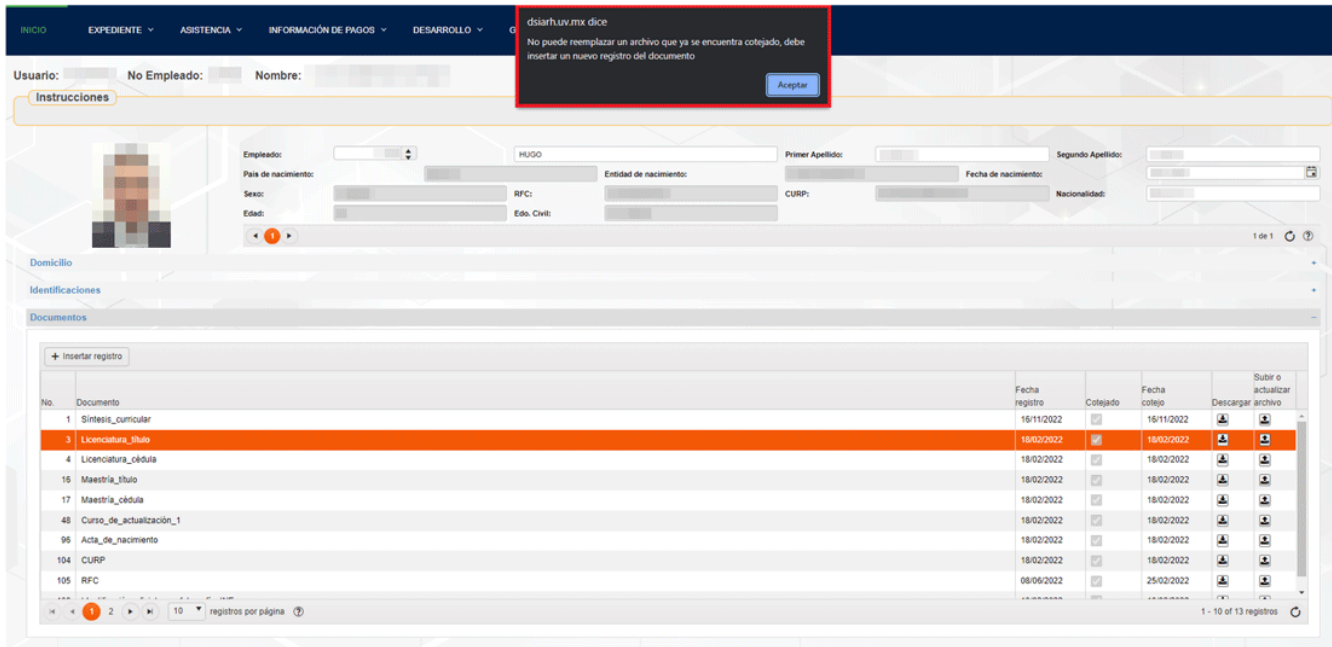 INICIO EXPEDIENTE ASISTENCIA INFORMACIÓN DE PAGOS DESARROLLO G
dsiarh.uv.mx dice
No puede reemplazar un archivo que ya se encuentra cotejado, debe
insertar un nuevo registro del documento
Aceptar
Usuario: No Empleado: Nombre:
Instrucciones
Empleado: HUGO Primer Apellido: Segundo Apellido:
País de nacimiento: Entidad de nacimiento: Fecha de nacimiento:
Sexo: RFC: CURP: Nacionalidad:
Edad: Edo. Civil:
1 1 de 1
Domicilio +
Identificaciones +
Documentos −
+ Insertar registro
No. Documento Fecha registro Cotejado Fecha cotejo Descargar Subir o actualizar archivo
1 Síntesis_curricular 16/11/2022 16/11/2022
3 Licenciatura_título 18/02/2022 18/02/2022
4 Licenciatura_cédula 18/02/2022 18/02/2022
16 Maestría_título 18/02/2022 18/02/2022
17 Maestría_cédula 18/02/2022 18/02/2022
48 Curso_de_actualización_1 18/02/2022 18/02/2022
96 Acta_de_nacimiento 18/02/2022 18/02/2022
104 CURP 18/02/2022 18/02/2022
105 RFC 08/06/2022 25/02/2022
1 2 10 registros por página 1 - 10 of 13 registros